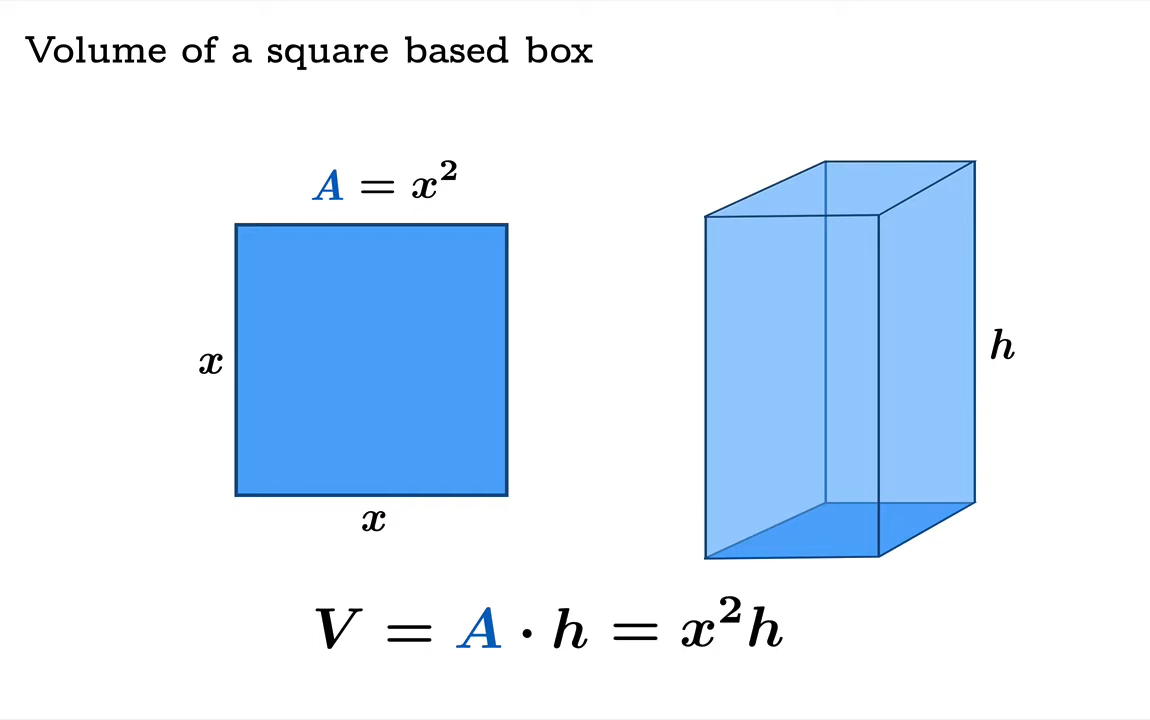 Volume of a square based box
A = x²
x
h
x
V = A · h = x²h